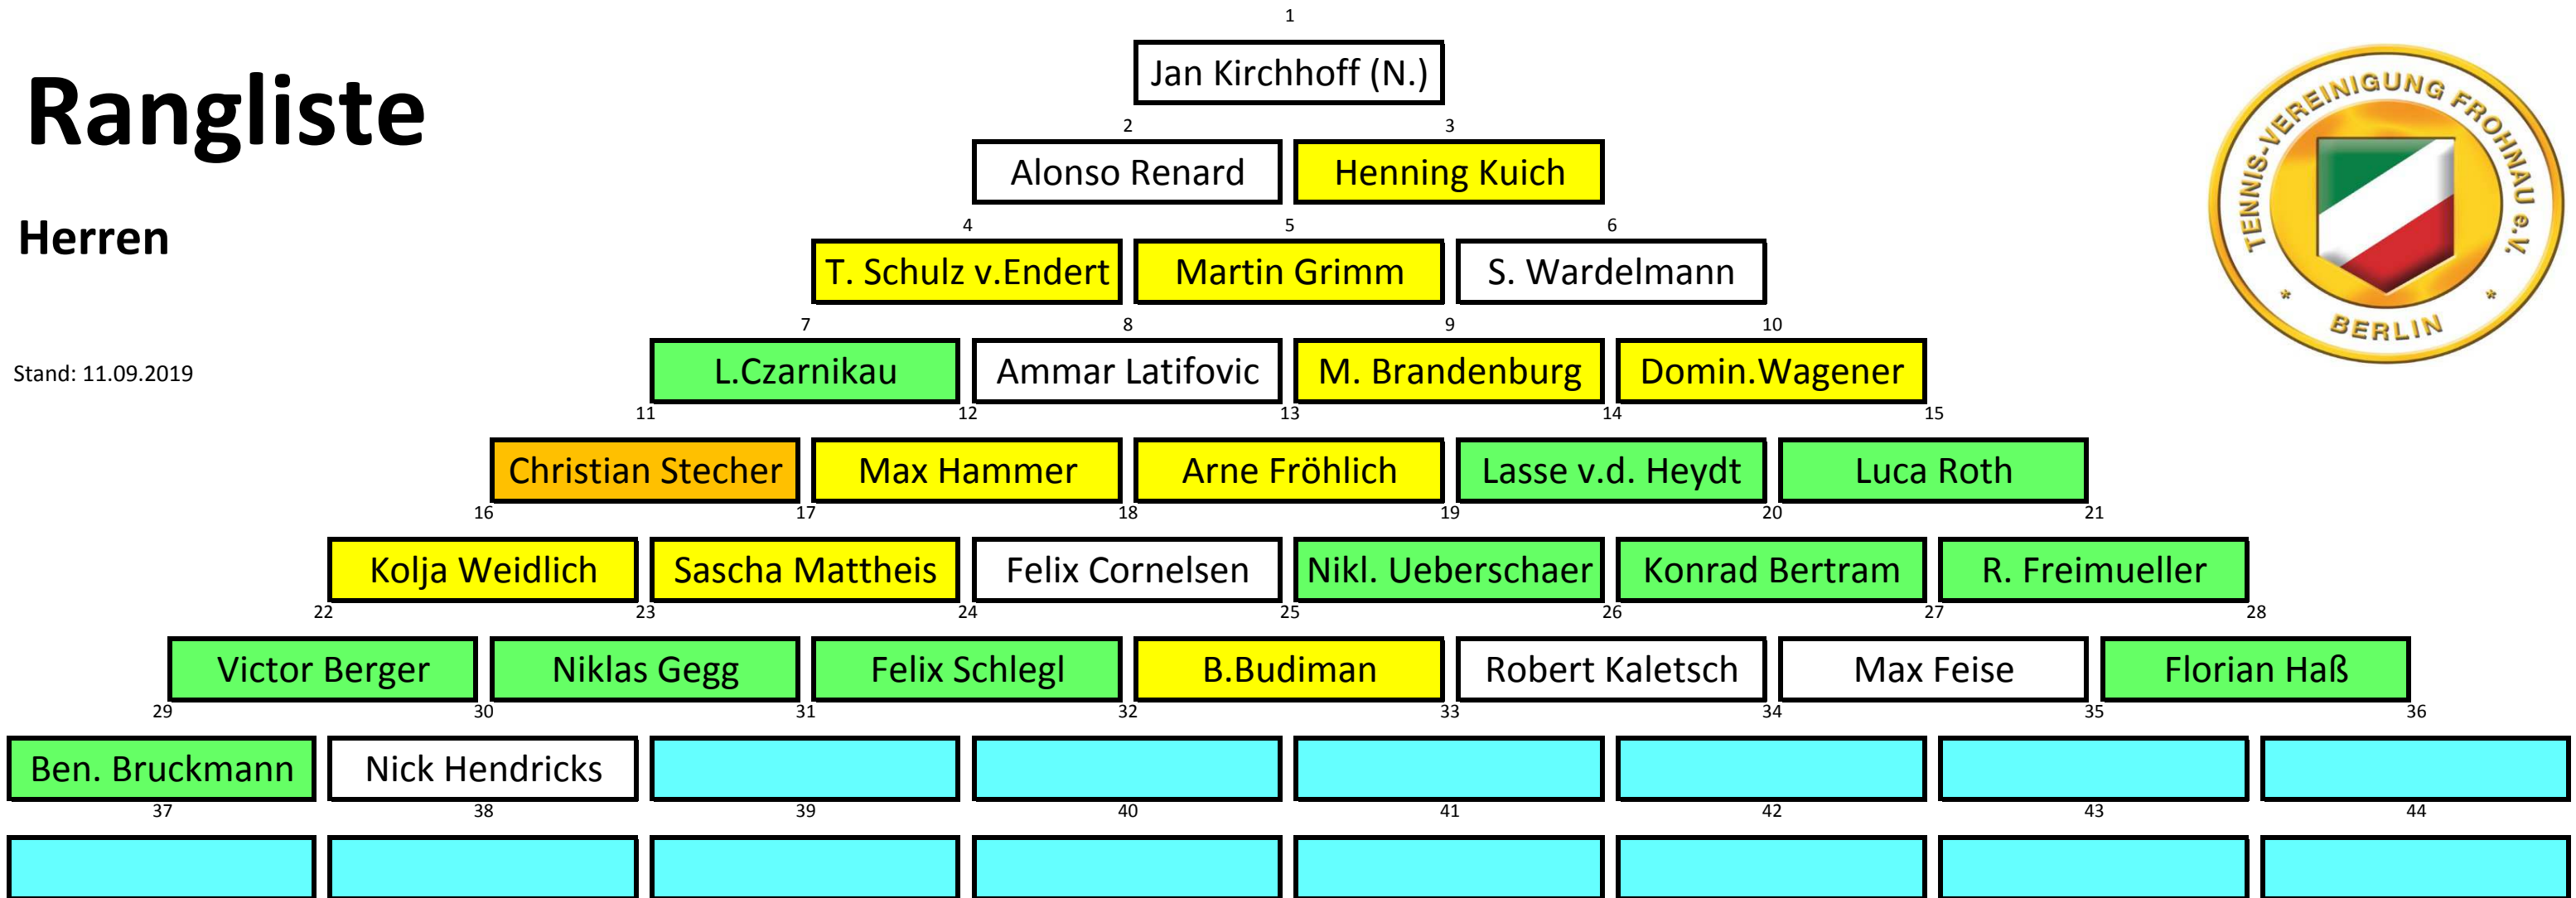 Rangliste
Herren
Stand: 11.09.2019
TENNIS-VEREINIGUNG FROHNAU e.V.
* BERLIN *
1
Jan Kirchhoff (N.)
2 3
Alonso Renard Henning Kuich
4 5 6
T. Schulz v.Endert Martin Grimm S. Wardelmann
7 8 9 10
L.Czarnikau Ammar Latifovic M. Brandenburg Domin.Wagener
11 12 13 14 15
Christian Stecher Max Hammer Arne Fröhlich Lasse v.d. Heydt Luca Roth
16 17 18 19 20 21
Kolja Weidlich Sascha Mattheis Felix Cornelsen Nikl. Ueberschaer Konrad Bertram R. Freimueller
22 23 24 25 26 27 28
Victor Berger Niklas Gegg Felix Schlegl B.Budiman Robert Kaletsch Max Feise Florian Haß
29 30 31 32 33 34 35 36
Ben. Bruckmann Nick Hendricks
37 38 39 40 41 42 43 44